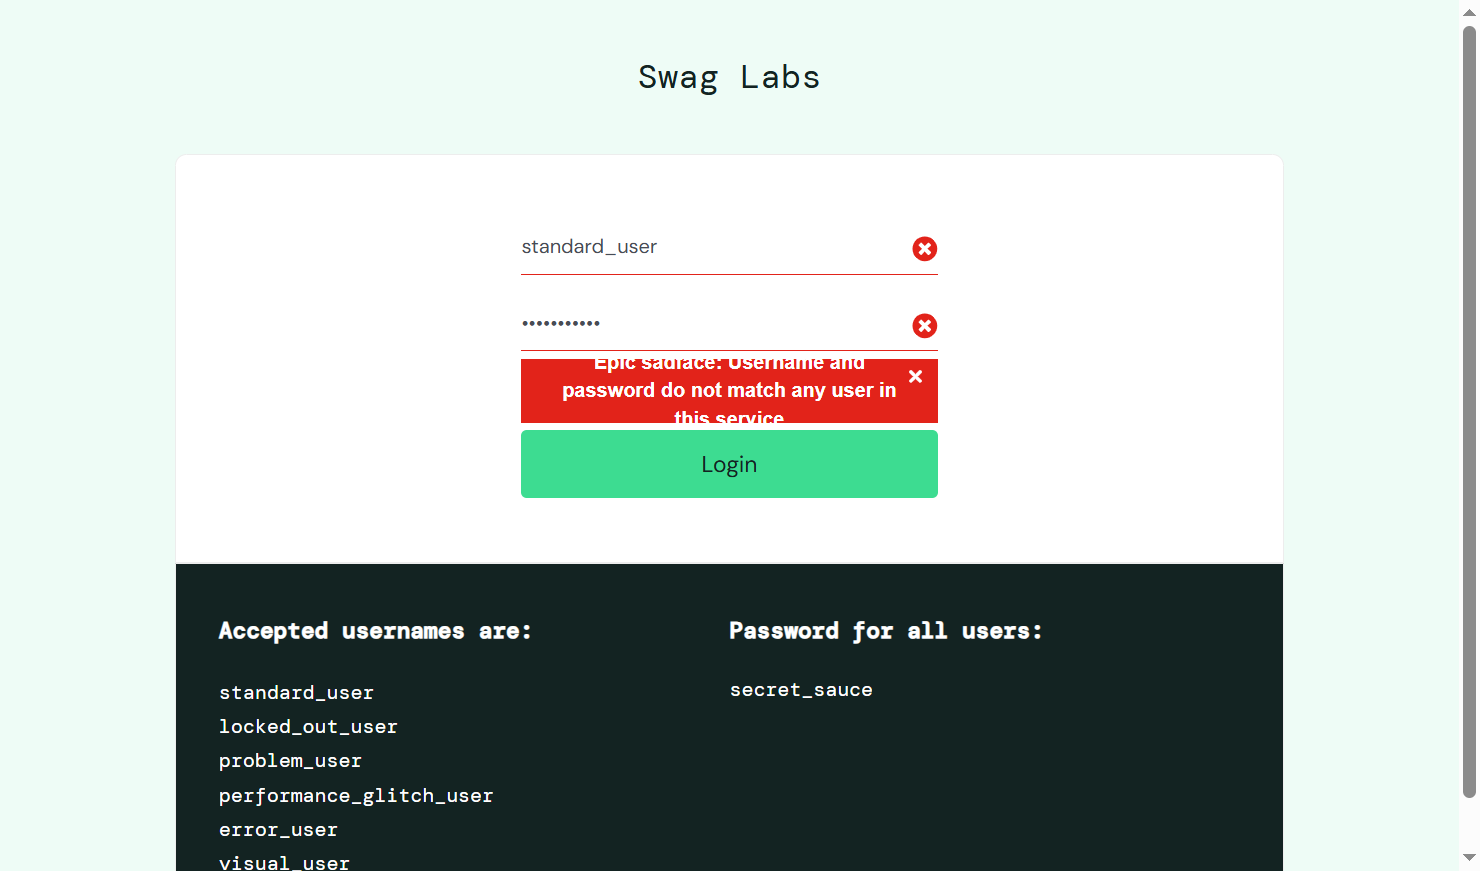 Swag Labs
standard_user
•••••••••••
Epic sadface: Username and
password do not match any user in
this service
Login
Accepted usernames are:
standard_user
locked_out_user
problem_user
performance_glitch_user
error_user
visual_user
Password for all users:
secret_sauce